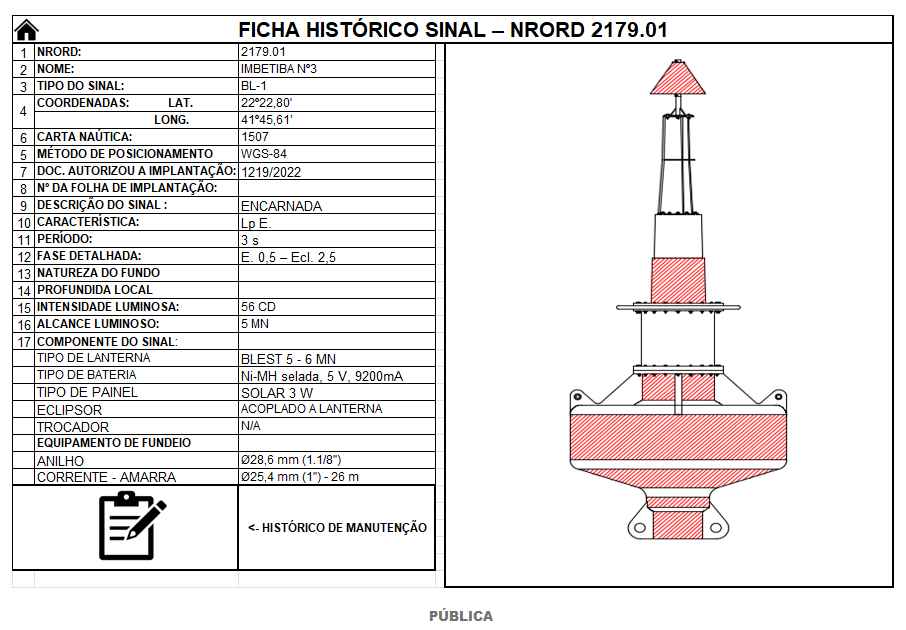 FICHA HISTÓRICO SINAL – NRORD 2179.01
1 NRORD: 2179.01
2 NOME: IMBETIBA Nº3
3 TIPO DO SINAL: BL-1
4 COORDENADAS: LAT. 22º22,80'
LONG. 41º45,61'
6 CARTA NAÚTICA: 1507
5 MÉTODO DE POSICIONAMENTO WGS-84
7 DOC. AUTORIZOU A IMPLANTAÇÃO: 1219/2022
8 Nº DA FOLHA DE IMPLANTAÇÃO:
9 DESCRIÇÃO DO SINAL : ENCARNADA
10 CARACTERÍSTICA: Lp E.
11 PERÍODO: 3 s
12 FASE DETALHADA: E. 0,5 – Ecl. 2,5
13 NATUREZA DO FUNDO
14 PROFUNDIDA LOCAL
15 INTENSIDADE LUMINOSA: 56 CD
16 ALCANCE LUMINOSO: 5 MN
17 COMPONENTE DO SINAL:
TIPO DE LANTERNA BLEST 5 - 6 MN
TIPO DE BATERIA Ni-MH selada, 5 V, 9200mA
TIPO DE PAINEL SOLAR 3 W
ECLIPSOR ACOPLADO A LANTERNA
TROCADOR N/A
EQUIPAMENTO DE FUNDEIO
ANILHO Ø28,6 mm (1.1/8")
CORRENTE - AMARRA Ø25,4 mm (1") - 26 m
<- HISTÓRICO DE MANUTENÇÃO
PÚBLICA